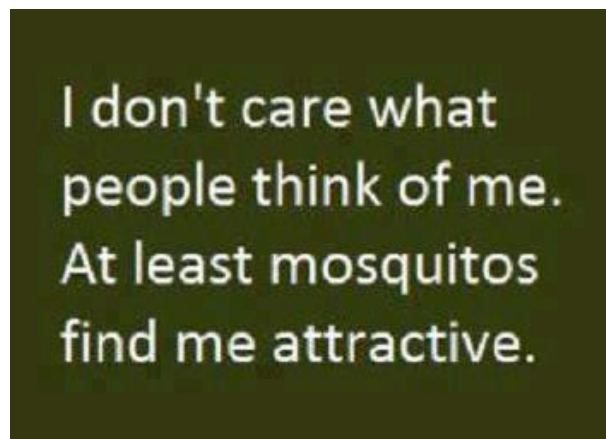 I don't care what
people think of me.
At least mosquitos
find me attractive.